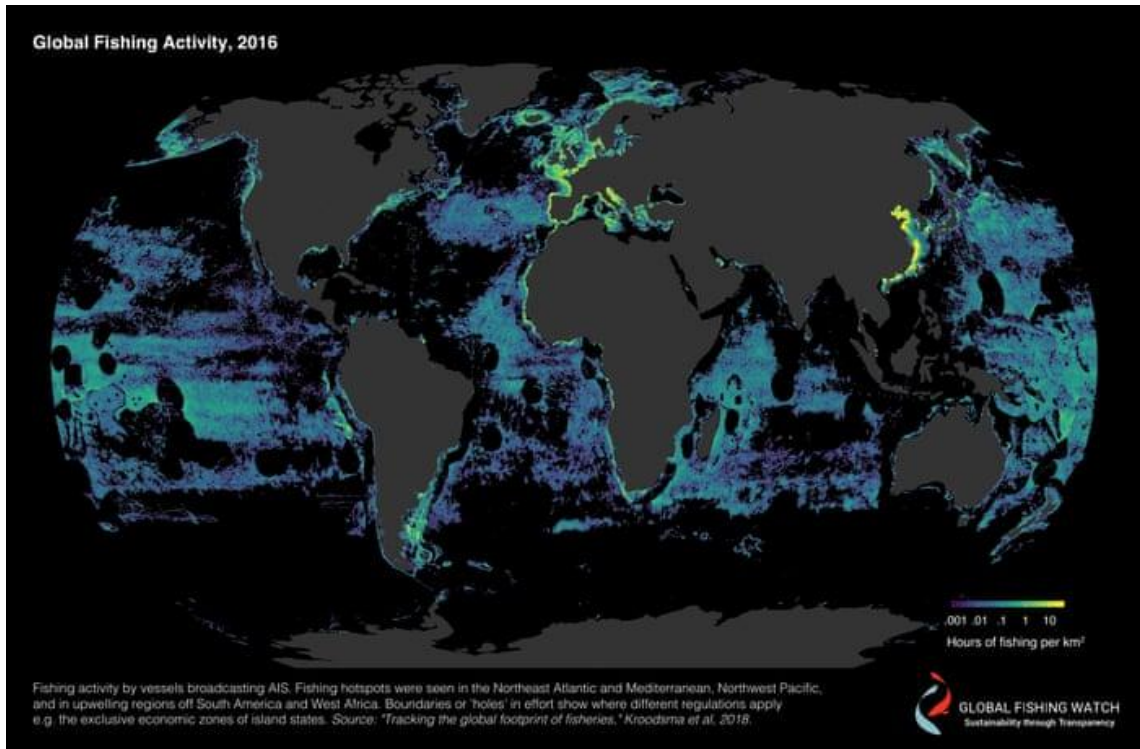 Global Fishing Activity, 2016
.001 .01 .1 1 10
Hours of fishing per km²
Fishing activity by vessels broadcasting AIS. Fishing hotspots were seen in the Northeast Atlantic and Mediterranean, Northwest Pacific,
and in upwelling regions off South America and West Africa. Boundaries or 'holes' in effort show where different regulations apply
e.g. the exclusive economic zones of island states. Source: "Tracking the global footprint of fisheries," Kroodsma et al, 2018.
GLOBAL FISHING WATCH
Sustainability through Transparency